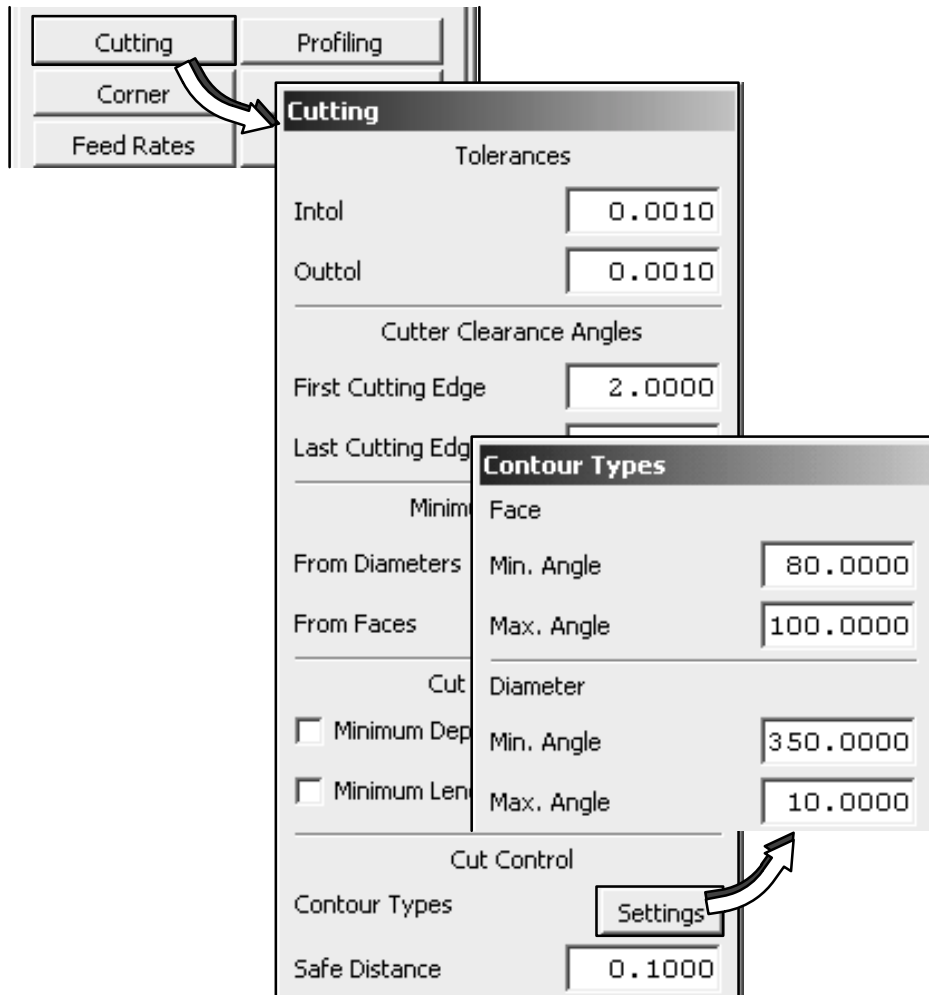 Cutting Profiling
Corner
Feed Rates
Cutting
Tolerances
Intol 0.0010
Outtol 0.0010
Cutter Clearance Angles
First Cutting Edge 2.0000
Last Cutting Edg
Minim
From Diameters
From Faces
Cut
Minimum Dep
Minimum Len
Cut Control
Contour Types Settings
Safe Distance 0.1000
Contour Types
Face
Min. Angle 80.0000
Max. Angle 100.0000
Diameter
Min. Angle 350.0000
Max. Angle 10.0000